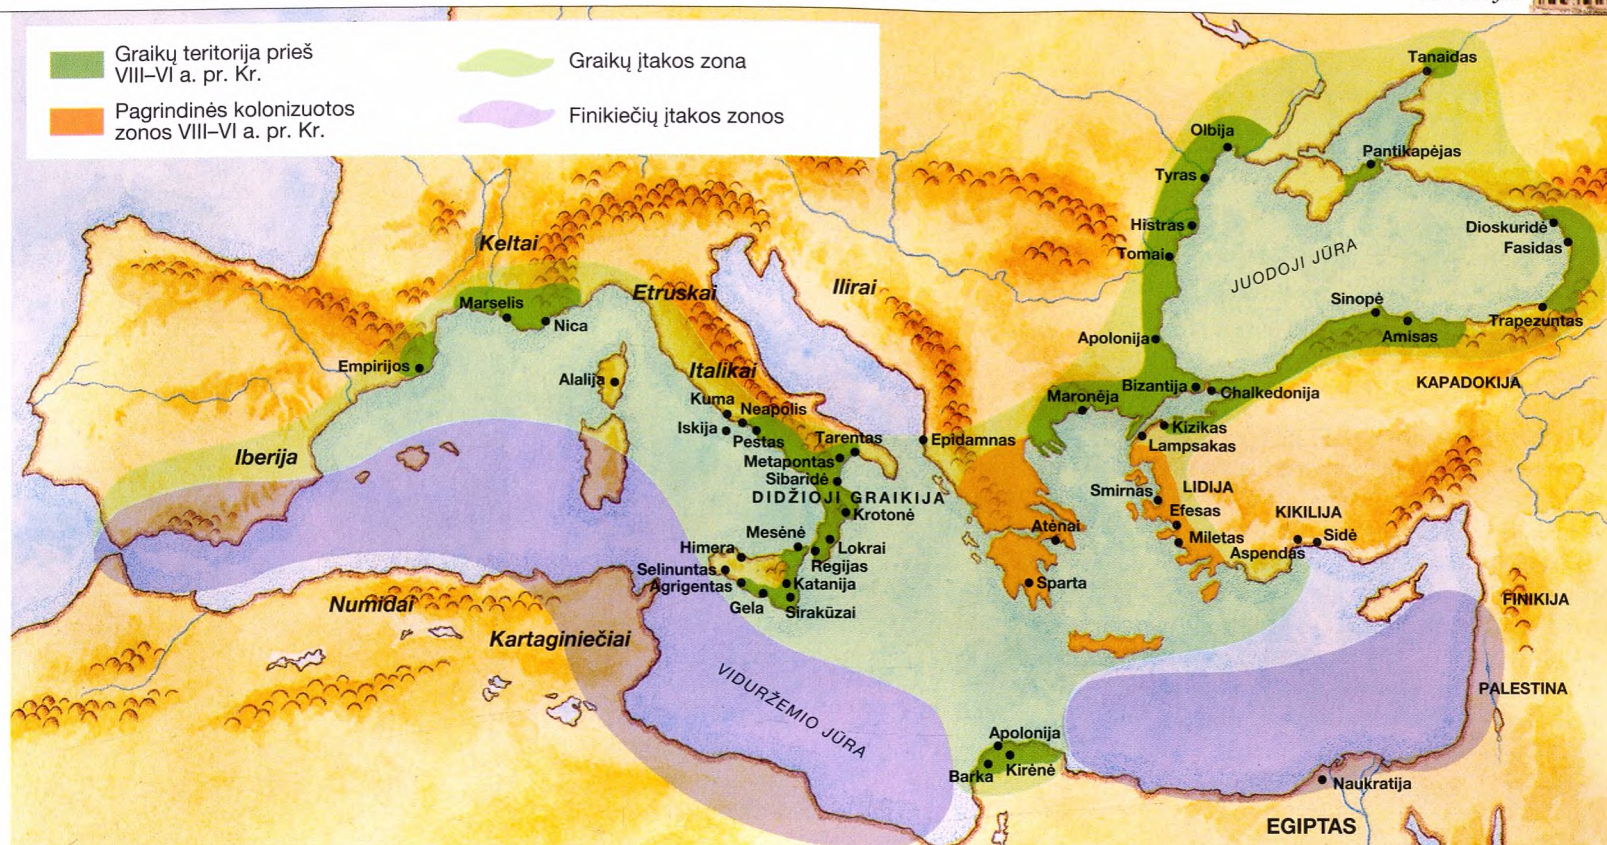 Graikų teritorija prieš
VIII–VI a. pr. Kr.
Pagrindinės kolonizuotos
zonos VIII–VI a. pr. Kr.
Graikų įtakos zona
Finikiečių įtakos zonos
Tanaidas
Olbija
Pantikapėjas
Tyras
Histras
Tomai
Dioskuridė
Fasidas
JUODOJI JŪRA
Keltai
Etruskai
Ilirai
Marselis
Nica
Sinopė
Trapezuntas
Amisas
Apolonija
Empirijos
Alalija
Italikai
KAPADOKIJA
Bizantija
Chalkedonija
Maronėja
Kuma
Neapolis
Iskija
Pestas
Kizikas
Lampsakas
Tarentas
Epidamnas
Iberija
Metapontas
Sibaridė
DIDŽIOJI GRAIKIJA
Krotonė
Smirnas
LIDIJA
Efesas
KIKILIJA
Atėnai
Mesėnė
Miletas
Sidė
Himera
Lokrai
Aspendas
Selinuntas
Regijas
Agrigentas
Katanija
Sparta
Gela
Sirakūzai
FINIKIJA
Numidai
Kartaginiečiai
VIDURŽEMIO JŪRA
PALESTINA
Apolonija
Barka
Kirėnė
Naukratija
EGIPTAS